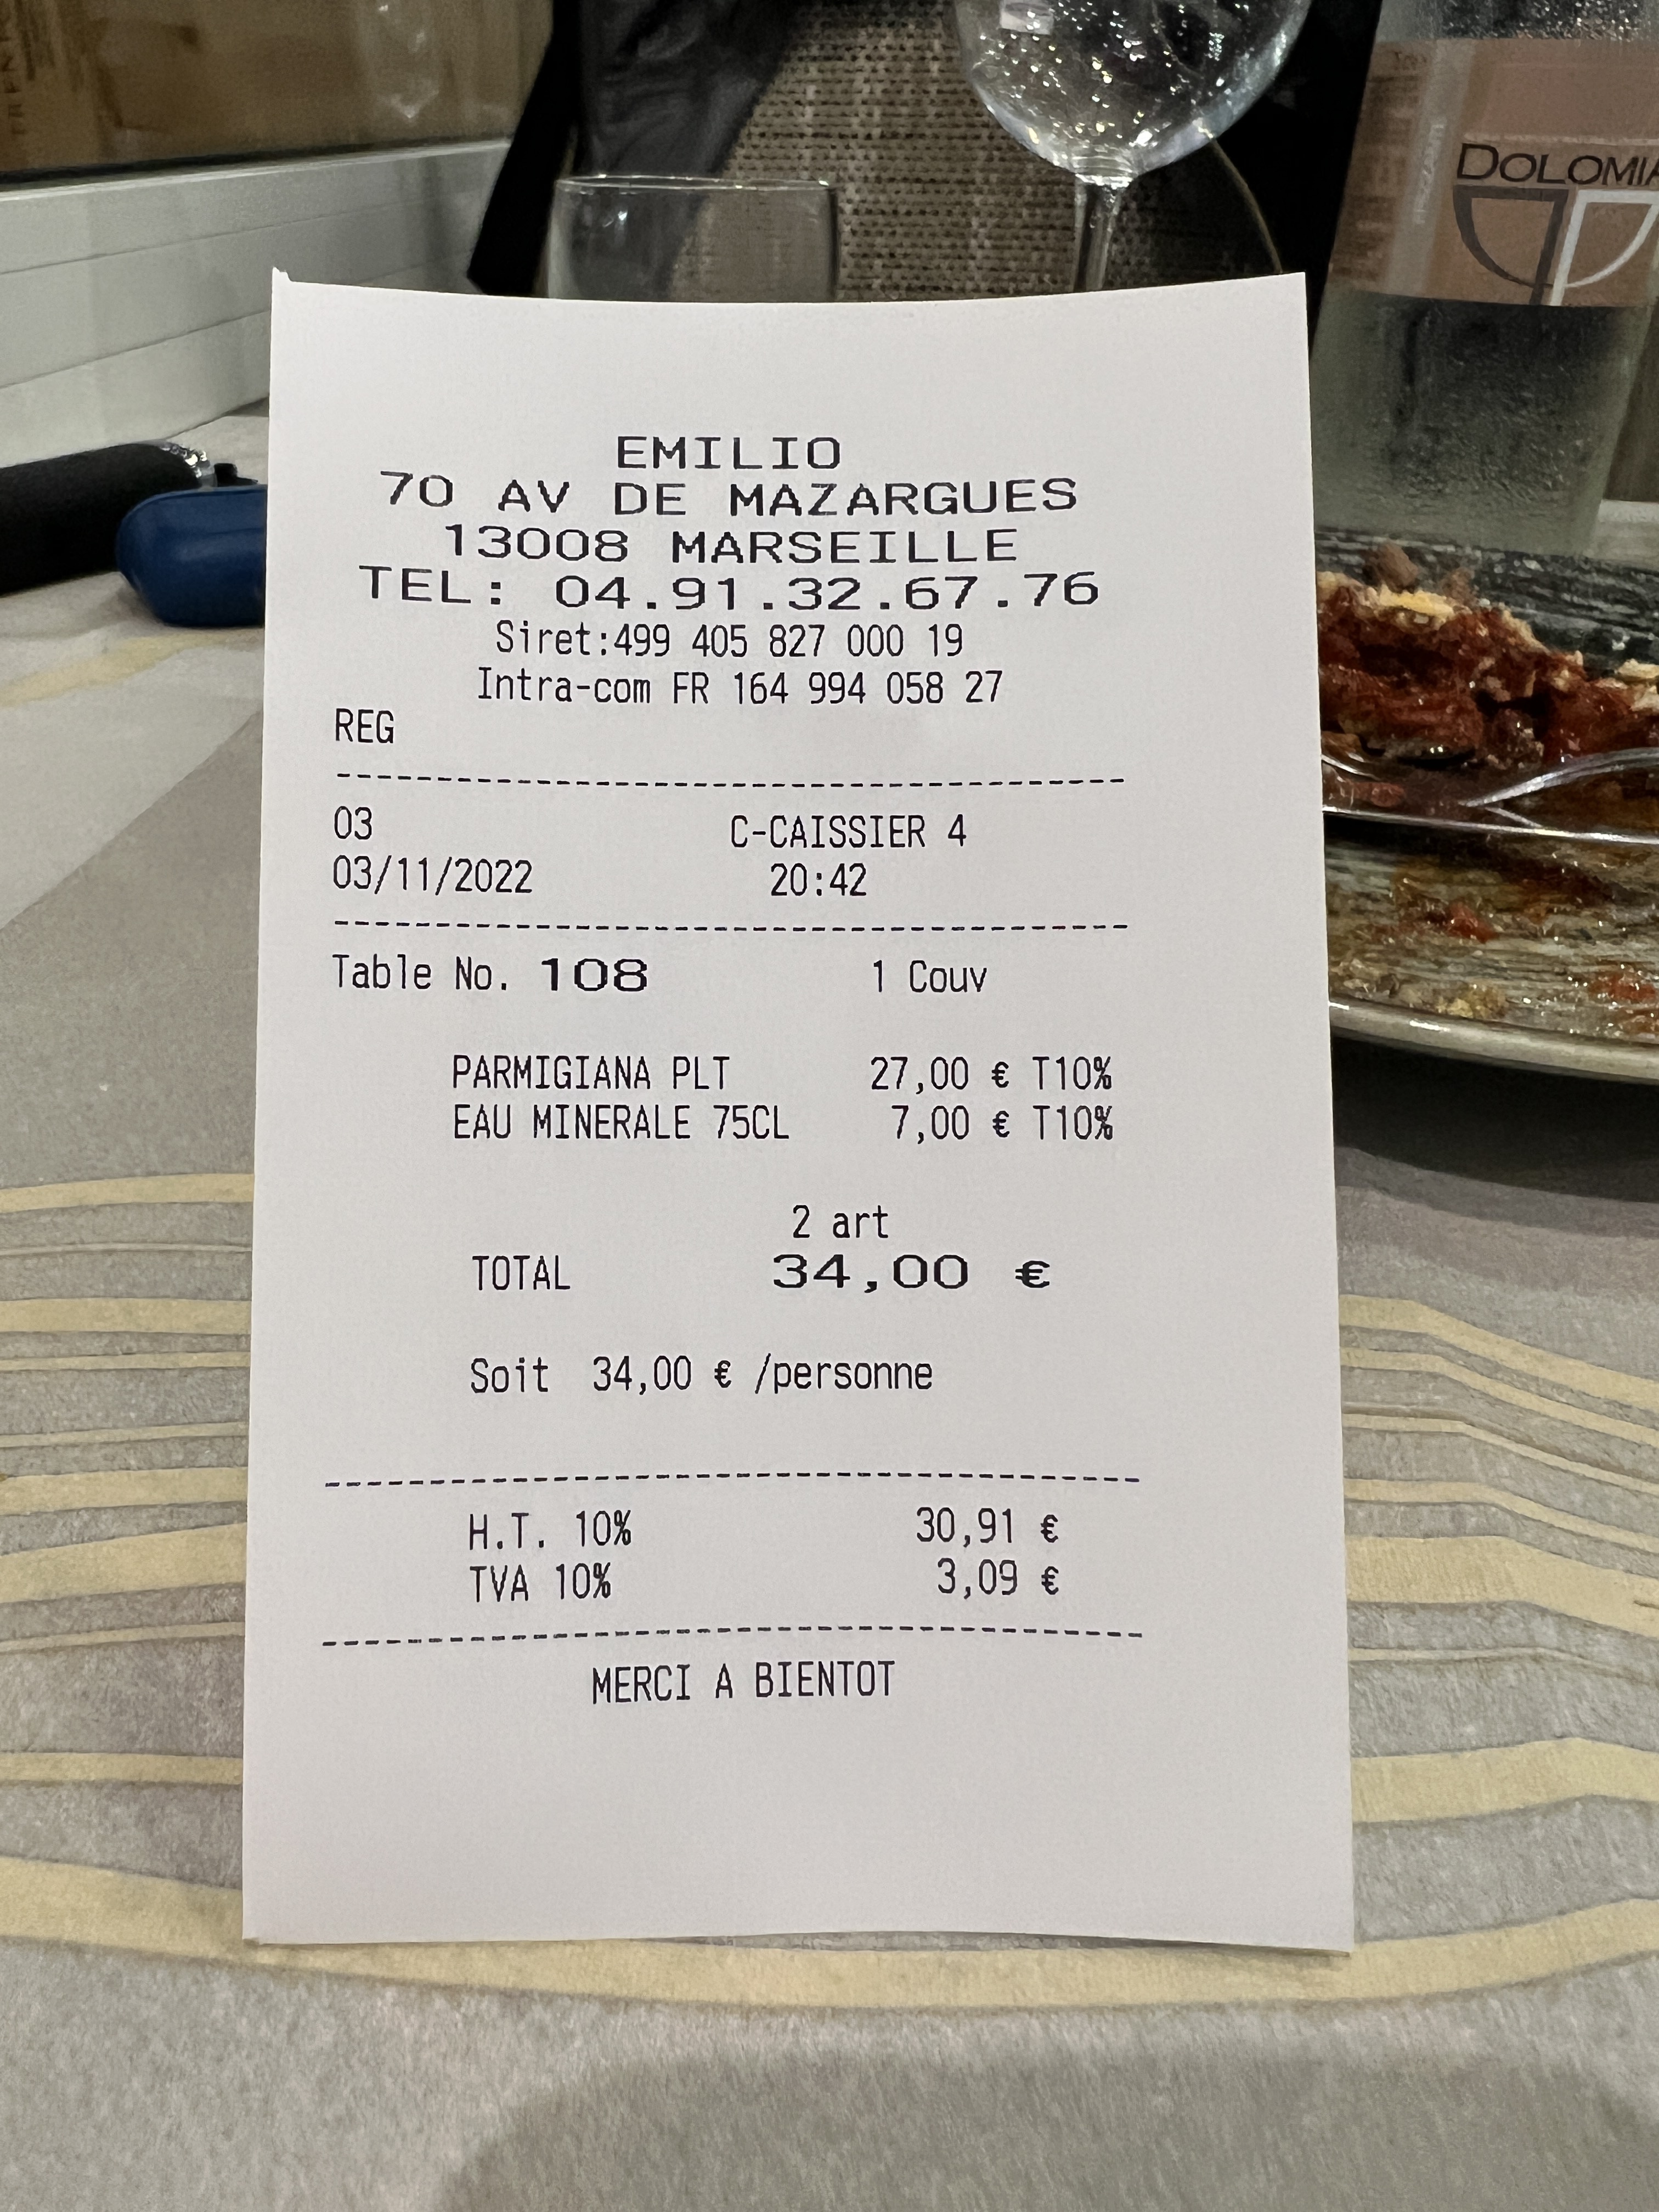 EMILIO
70 AV DE MAZARGUES
13008 MARSEILLE
TEL: 04.91.32.67.76
Siret:499 405 827 000 19
Intra-com FR 164 994 058 27
REG
03 C-CAISSIER 4
03/11/2022 20:42
Table No. 108 1 Couv
PARMIGIANA PLT 27,00 € T10%
EAU MINERALE 75CL 7,00 € T10%
2 art
TOTAL 34,00 €
Soit 34,00 € /personne
H.T. 10% 30,91 €
TVA 10% 3,09 €
MERCI A BIENTOT
DOLOMIA